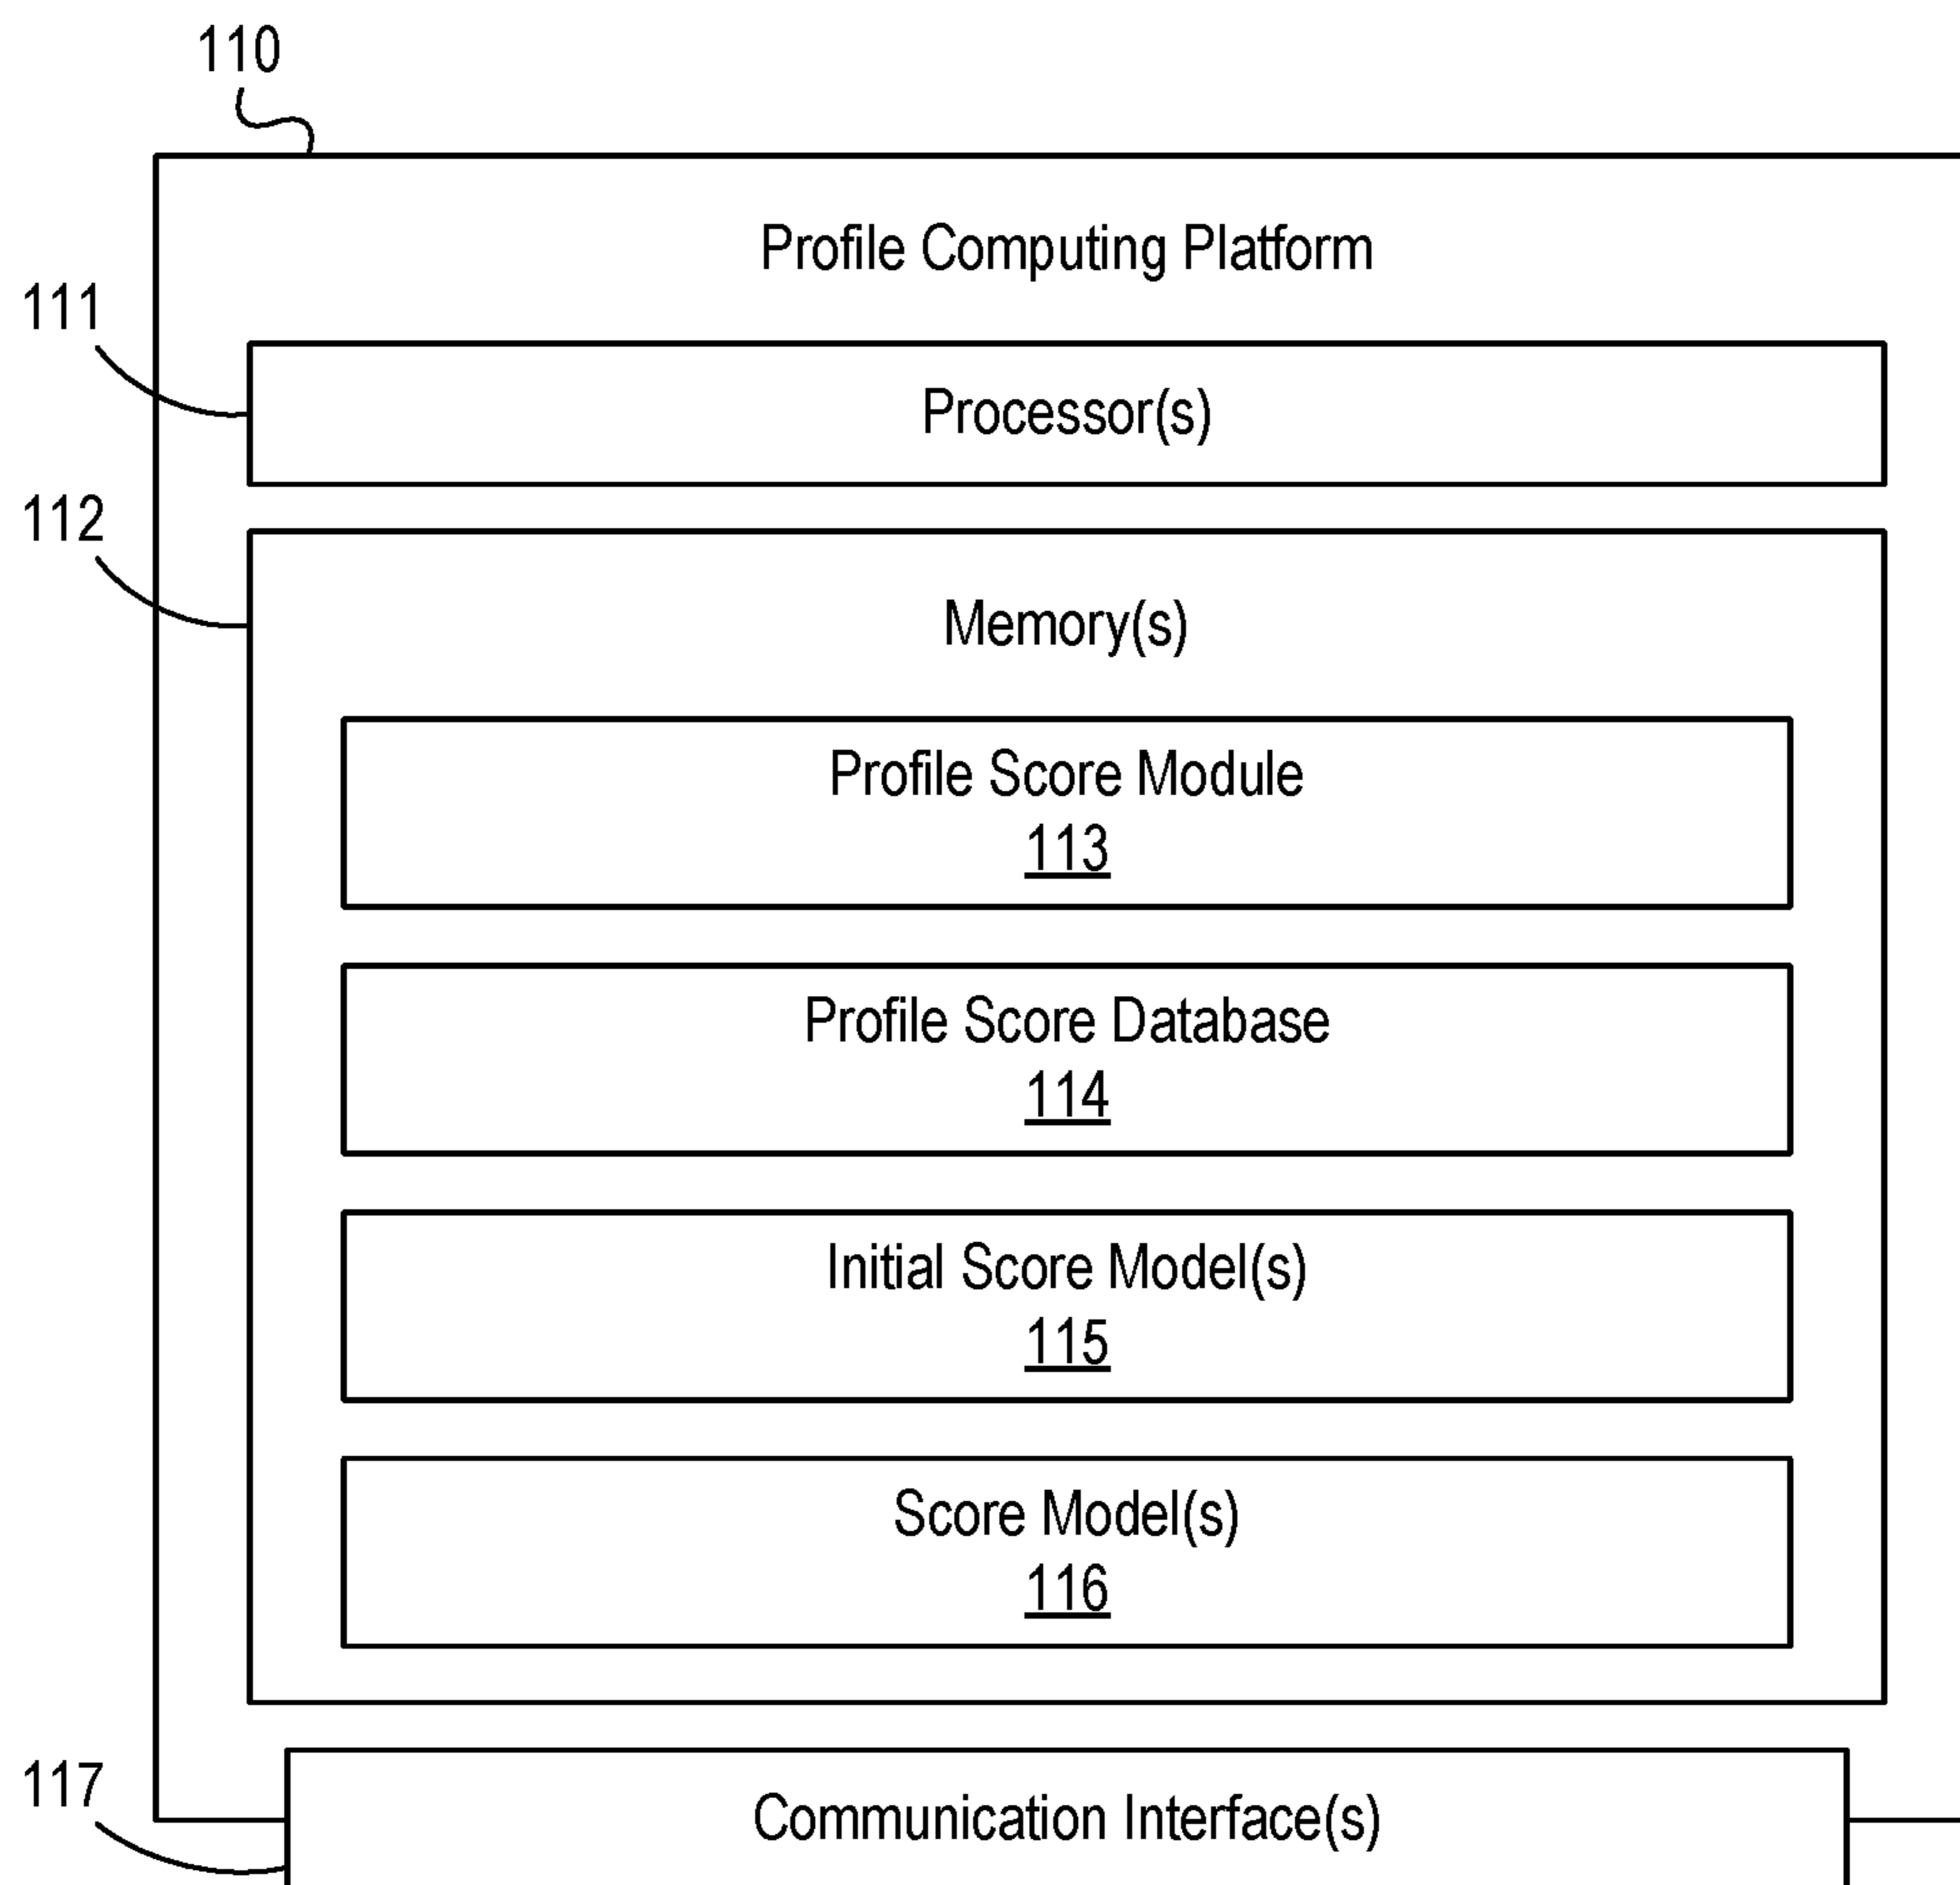 110
Profile Computing Platform
111
Processor(s)
112
Memory(s)
Profile Score Module
113
Profile Score Database
114
Initial Score Model(s)
115
Score Model(s)
116
117
Communication Interface(s)